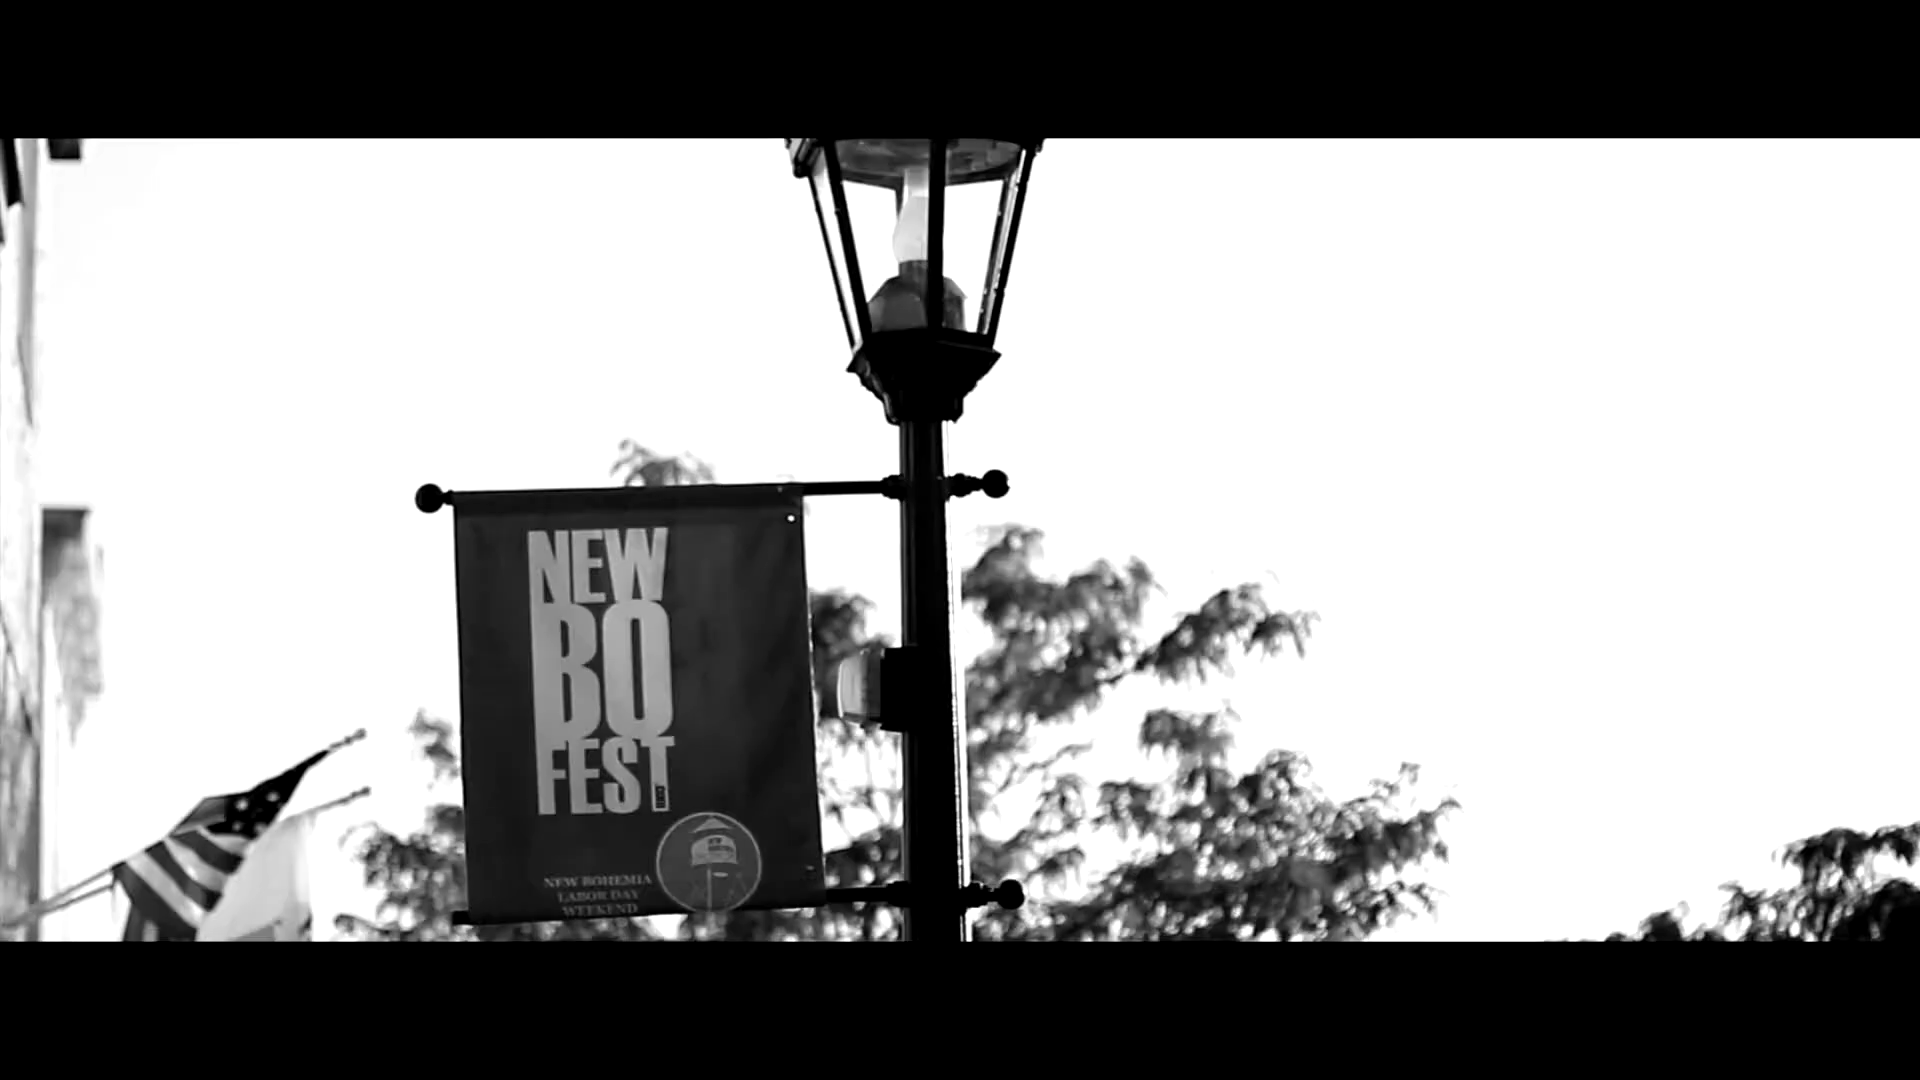 NEW
BO
FEST
NEW BOHEMIA
LABOR DAY
WEEKEND